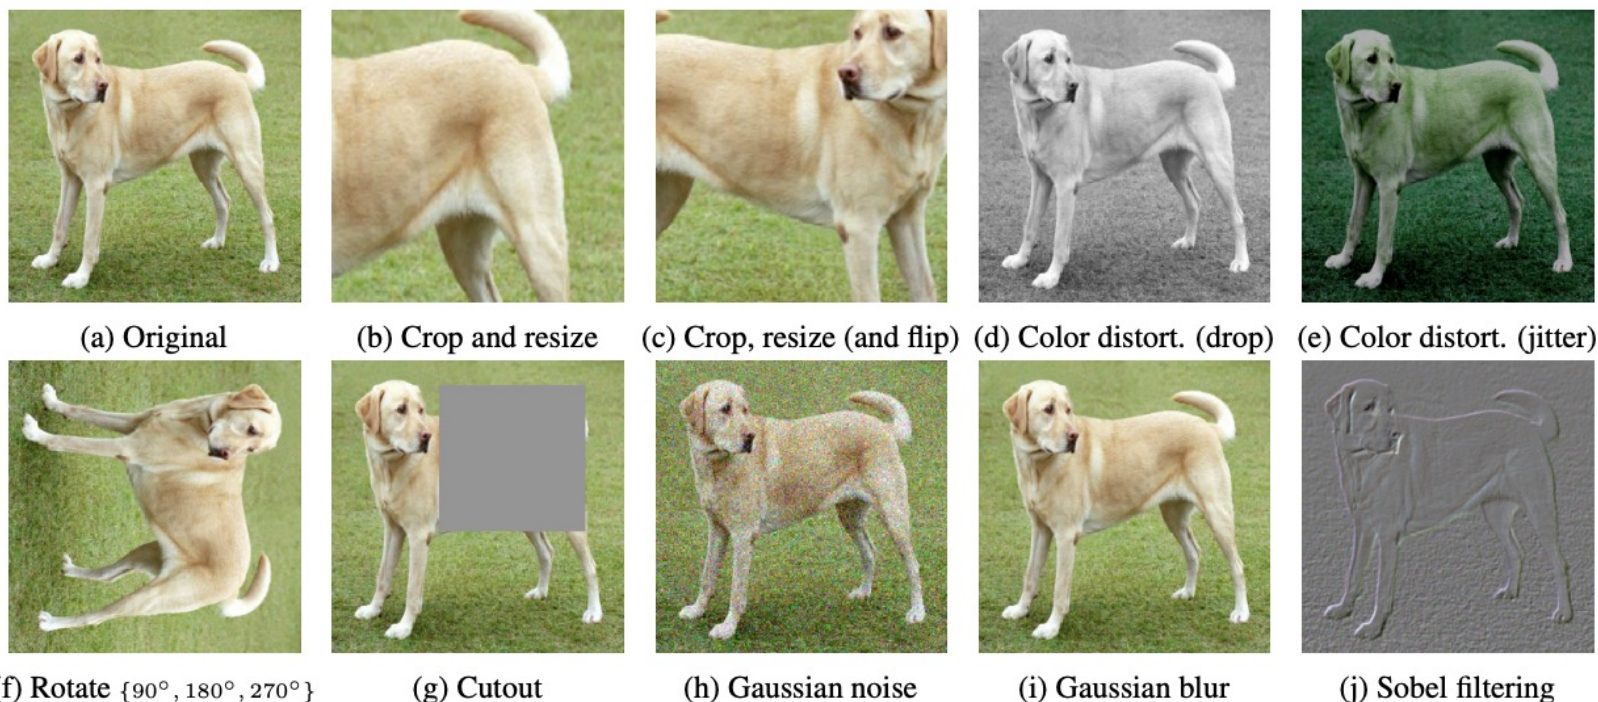 (a) Original
(b) Crop and resize
(c) Crop, resize (and flip)
(d) Color distort. (drop)
(e) Color distort. (jitter)
(f) Rotate {90°, 180°, 270°}
(g) Cutout
(h) Gaussian noise
(i) Gaussian blur
(j) Sobel filtering